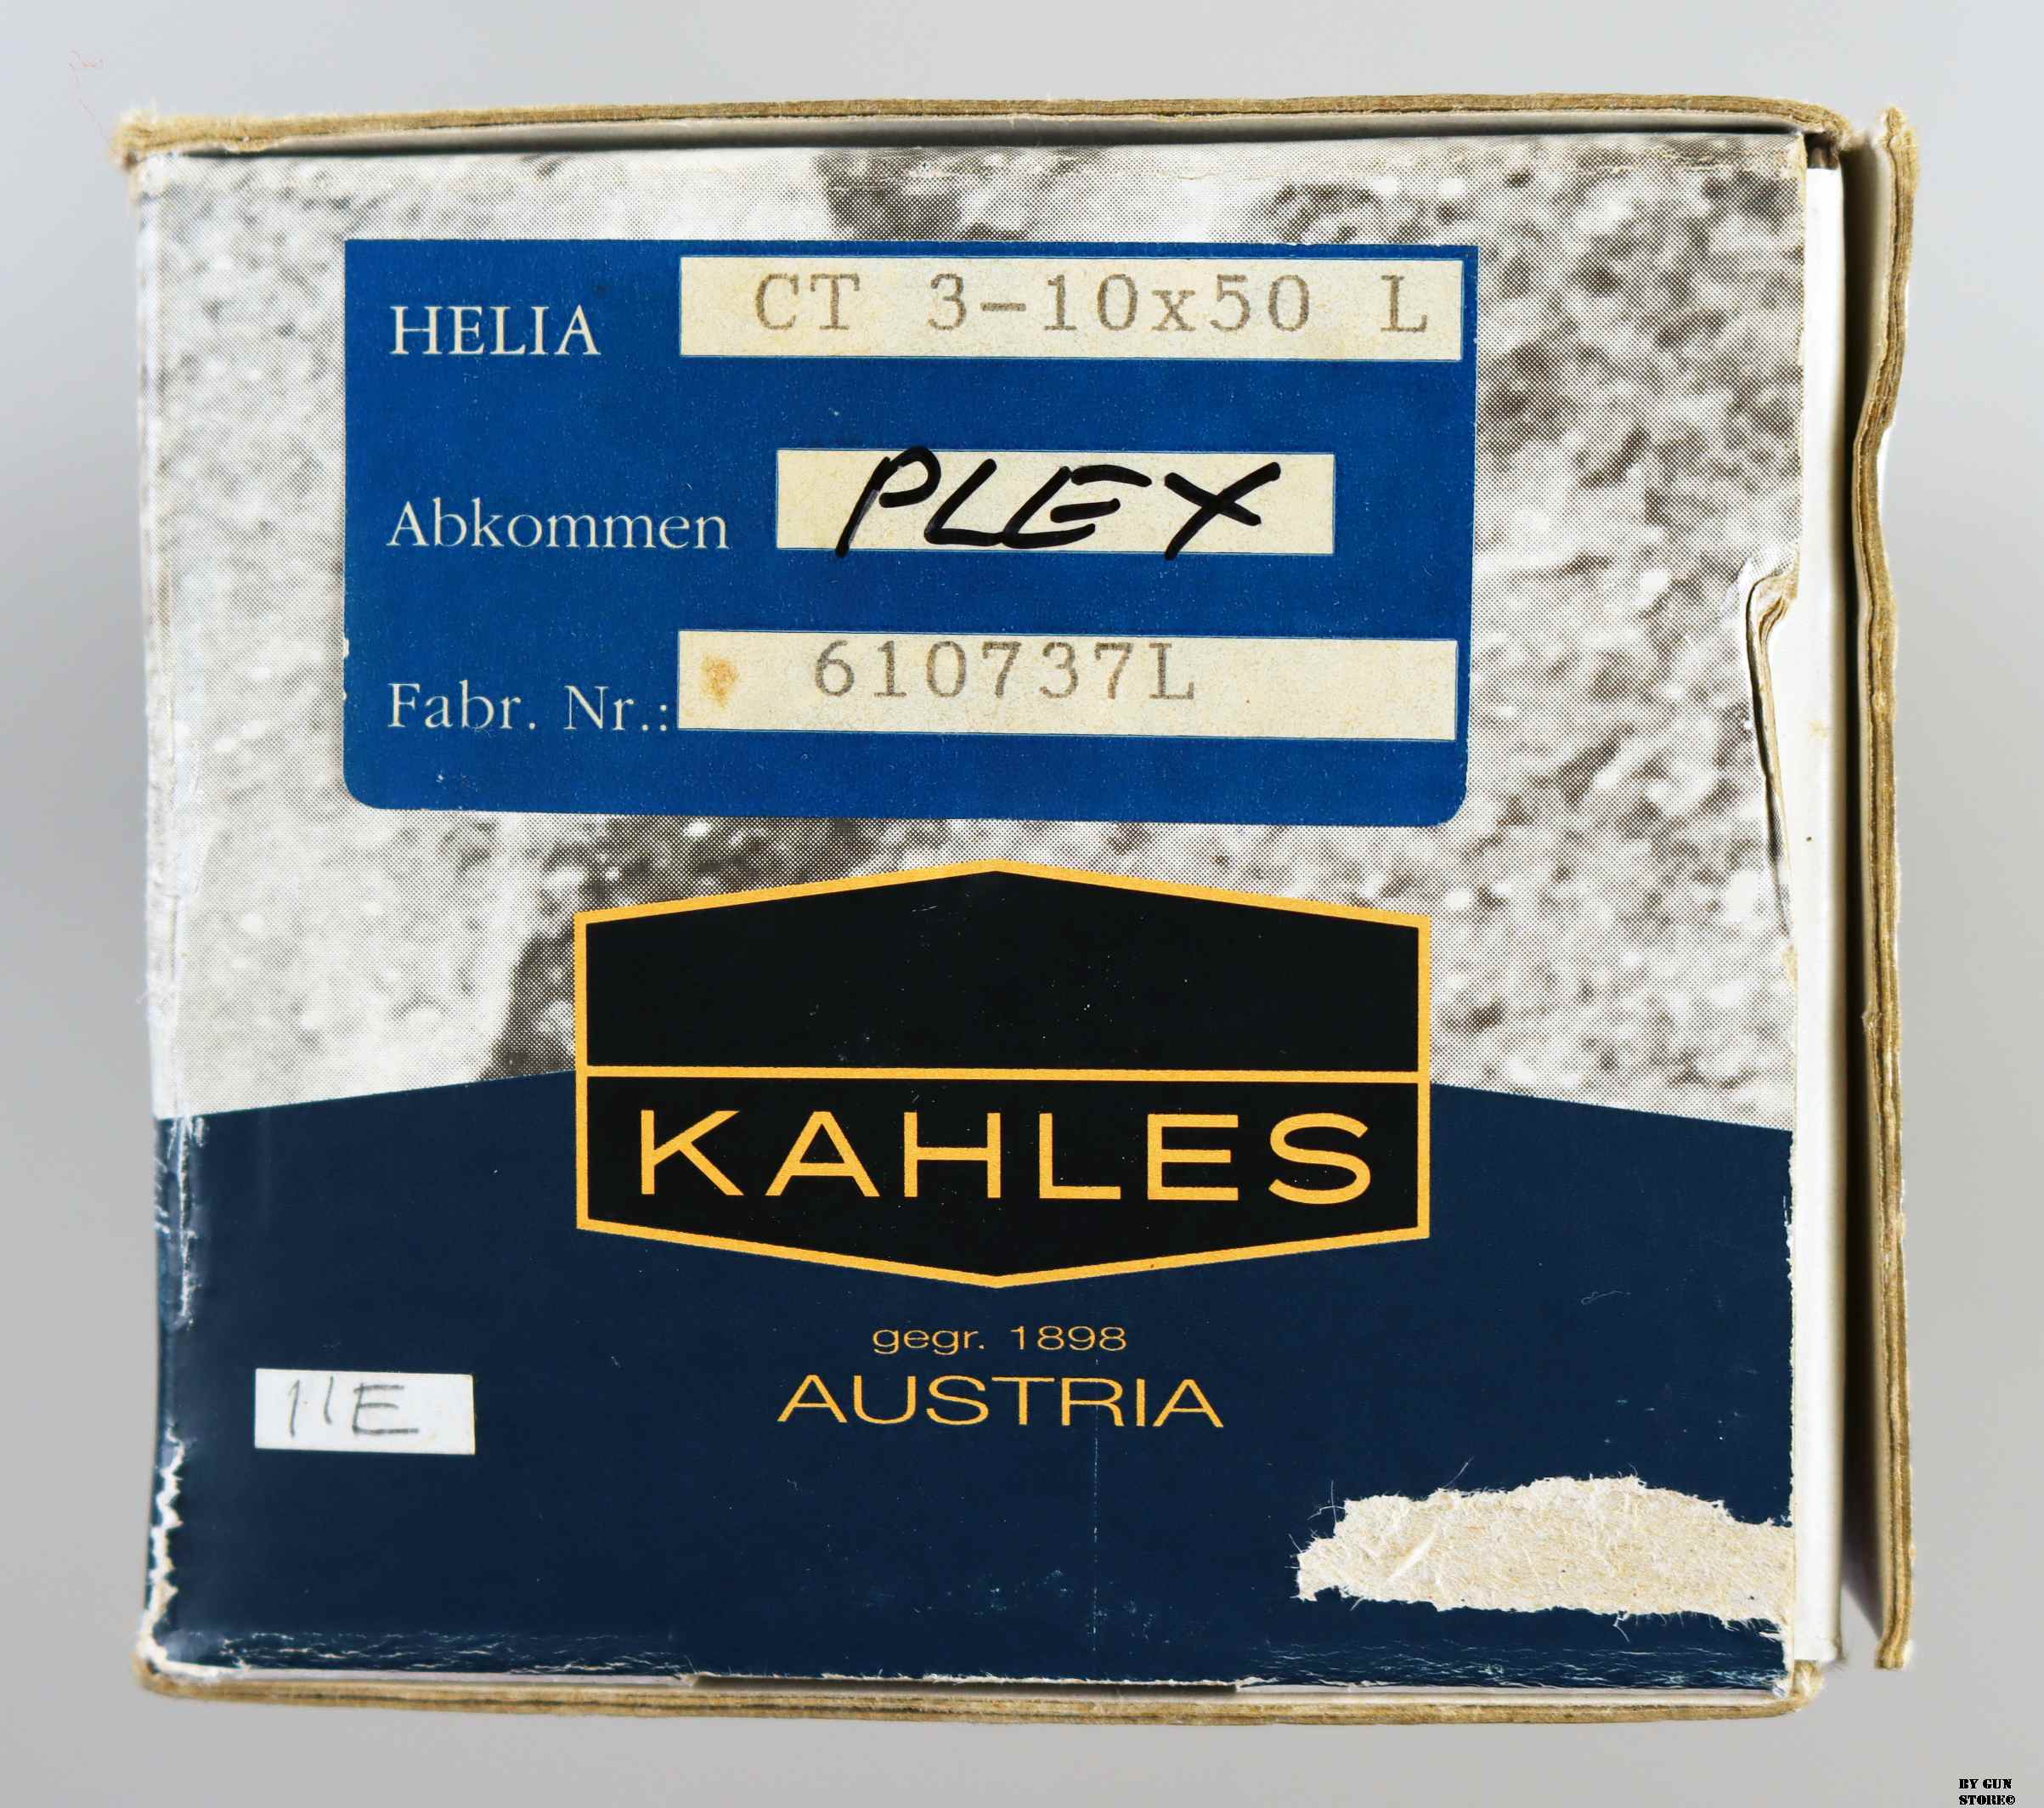 HELIA CT 3-10x50 L
Abkommen PLEX
Fabr. Nr.: 610737L
KAHLES
gegr. 1898
AUSTRIA
11E
BY GUN
STORE©